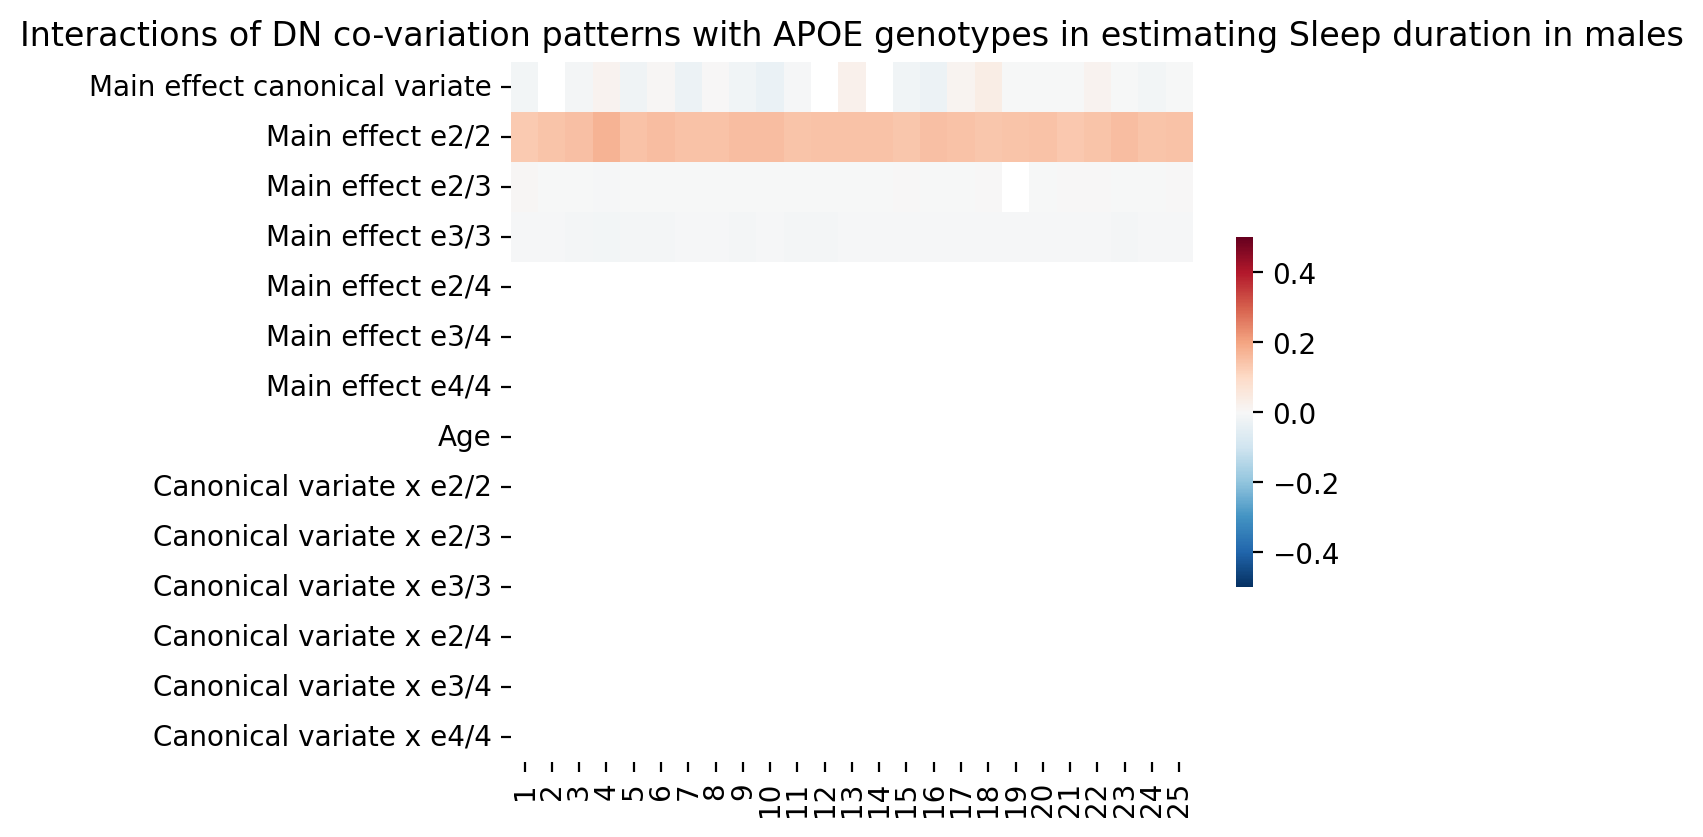 Interactions of DN co-variation patterns with APOE genotypes in estimating Sleep duration in males
Main effect canonical variate
Main effect e2/2
Main effect e2/3
Main effect e3/3
Main effect e2/4
Main effect e3/4
Main effect e4/4
Age
Canonical variate x e2/2
Canonical variate x e2/3
Canonical variate x e3/3
Canonical variate x e2/4
Canonical variate x e3/4
Canonical variate x e4/4
0.4
0.2
0.0
−0.2
−0.4
1 2 3 4 5 6 7 8 9 10 11 12 13 14 15 16 17 18 19 20 21 22 23 24 25